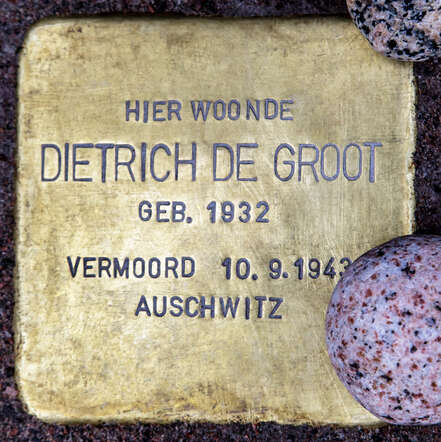 HIER WOONDE
DIETRICH DE GROOT
GEB. 1932
VERMOORD 10.9.1943
AUSCHWITZ